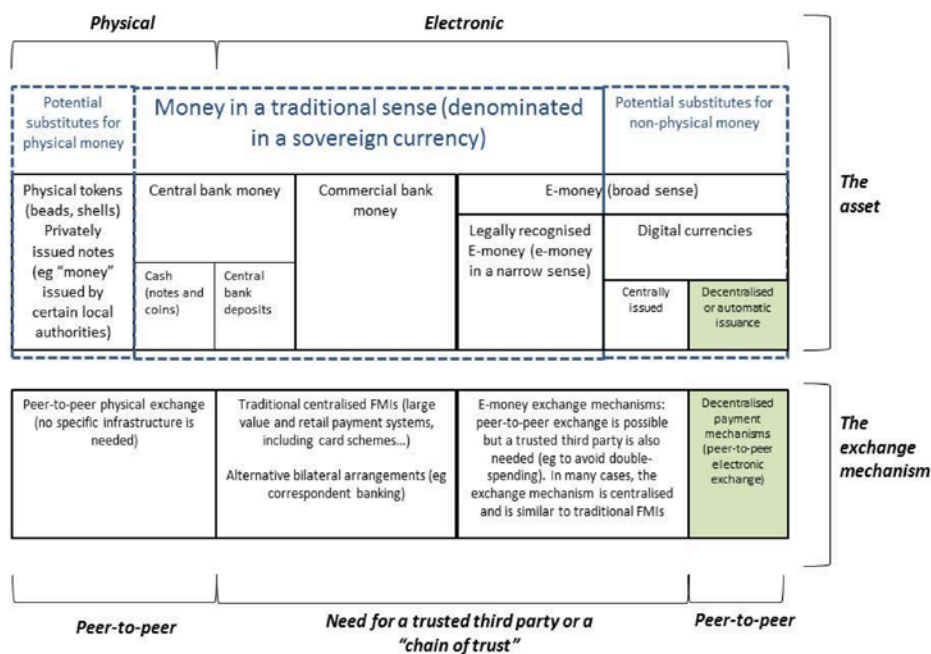 Physical
Electronic
Potential
substitutes for
physical money
Money in a traditional sense (denominated
in a sovereign currency)
Potential substitutes for
non-physical money
Physical tokens
(beads, shells)
Privately
issued notes
(eg “money”
issued by
certain local
authorities)
Central bank money
Cash
(notes and
coins)
Central
bank
deposits
Commercial bank
money
E-money (broad sense)
Legally recognised
E-money (e-money
in a narrow sense)
Digital currencies
Centrally
issued
Decentralised
or automatic
issuance
The
asset
Peer-to-peer physical exchange
(no specific infrastructure is
needed)
Traditional centralised FMIs (large
value and retail payment systems,
including card schemes...)
Alternative bilateral arrangements (eg
correspondent banking)
E-money exchange mechanisms:
peer-to-peer exchange is possible
but a trusted third party is also
needed (eg to avoid double-
spending). In many cases, the
exchange mechanism is centralised
and is similar to traditional FMIs
Decentralised
payment
mechanisms
(peer-to-peer
electronic
exchange)
The
exchange
mechanism
Peer-to-peer
Need for a trusted third party or a
“chain of trust”
Peer-to-peer